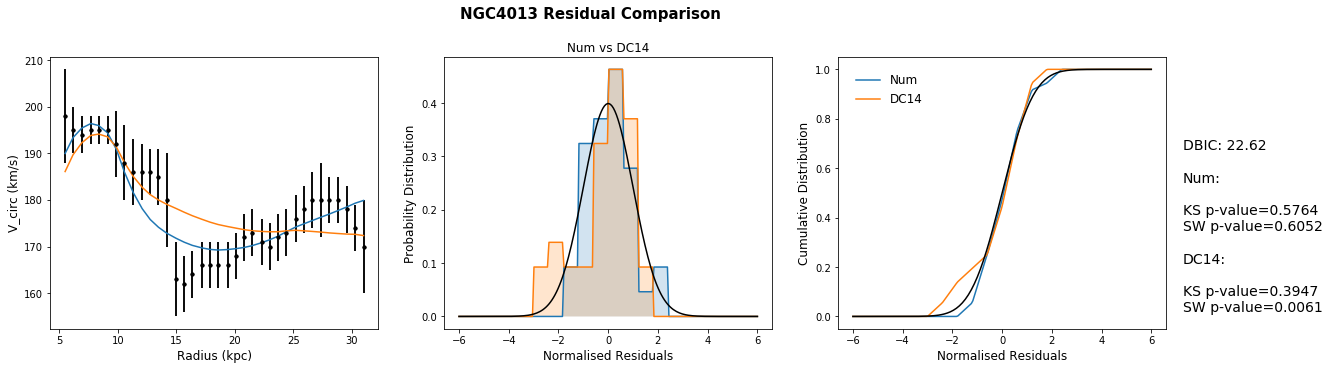 NGC4013 Residual Comparison
V_circ (km/s)
210
200
190
180
170
160
5
10
15
20
25
30
Radius (kpc)
Num vs DC14
Probability Distribution
0.4
0.3
0.2
0.1
0.0
−6
−4
−2
0
2
4
6
Normalised Residuals
Cumulative Distribution
1.0
0.8
0.6
0.4
0.2
0.0
Num
DC14
−6
−4
−2
0
2
4
6
Normalised Residuals
DBIC: 22.62
Num:
KS p-value=0.5764
SW p-value=0.6052
DC14:
KS p-value=0.3947
SW p-value=0.0061